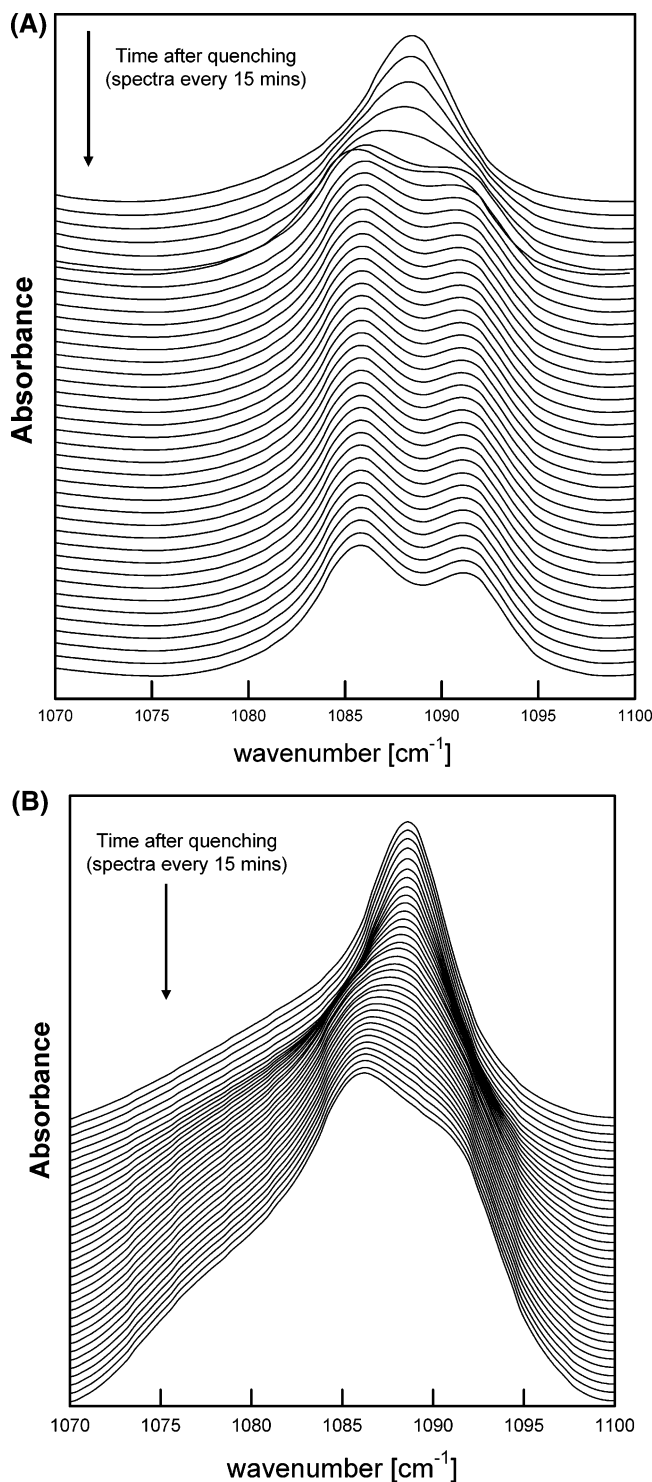 (A)
Time after quenching
(spectra every 15 mins)
Absorbance
1070 1075 1080 1085 1090 1095 1100
wavenumber [cm-1]
(B)
Time after quenching
(spectra every 15 mins)
Absorbance
1070 1075 1080 1085 1090 1095 1100
wavenumber [cm-1]